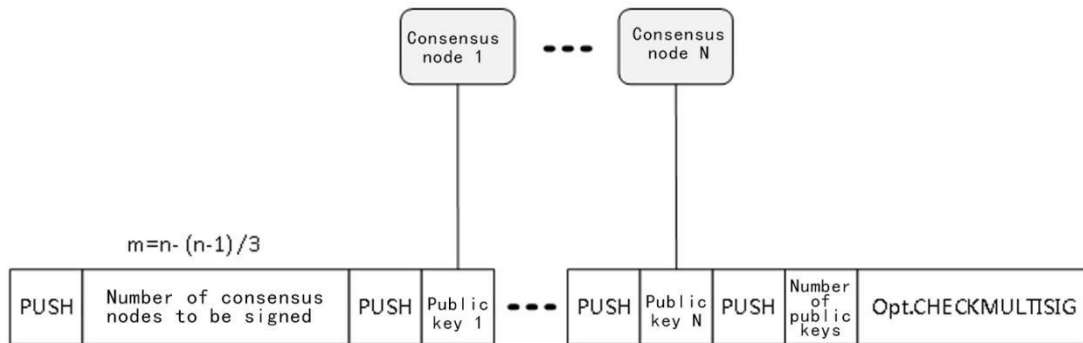 Consensus
node 1
Consensus
node N
m=n- (n-1)/3
PUSH
Number of consensus
nodes to be signed
PUSH
Public
key 1
PUSH
Public
key N
PUSH
Number
of
public
keys
Opt.CHECKMULTISIG